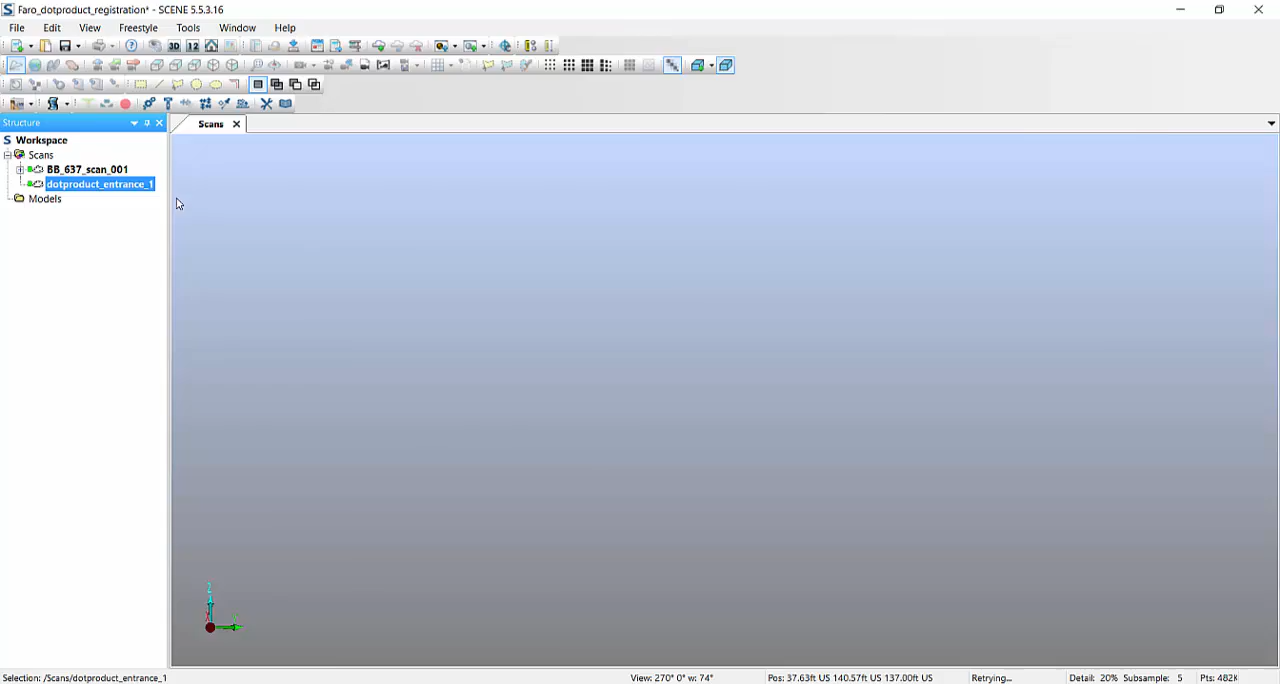 Faro_dotproduct_registration* - SCENE 5.5.3.16
File Edit View Freestyle Tools Window Help
3D 12
Structure
Scans
Workspace
Scans
BB_637_scan_001
dotproduct_entrance_1
Models
Selection: /Scans/dotproduct_entrance_1 View: 270° 0° w: 74° Pos: 37.63ft US 140.57ft US 137.00ft US Retrying... Detail: 20% Subsample: 5 Pts: 482K